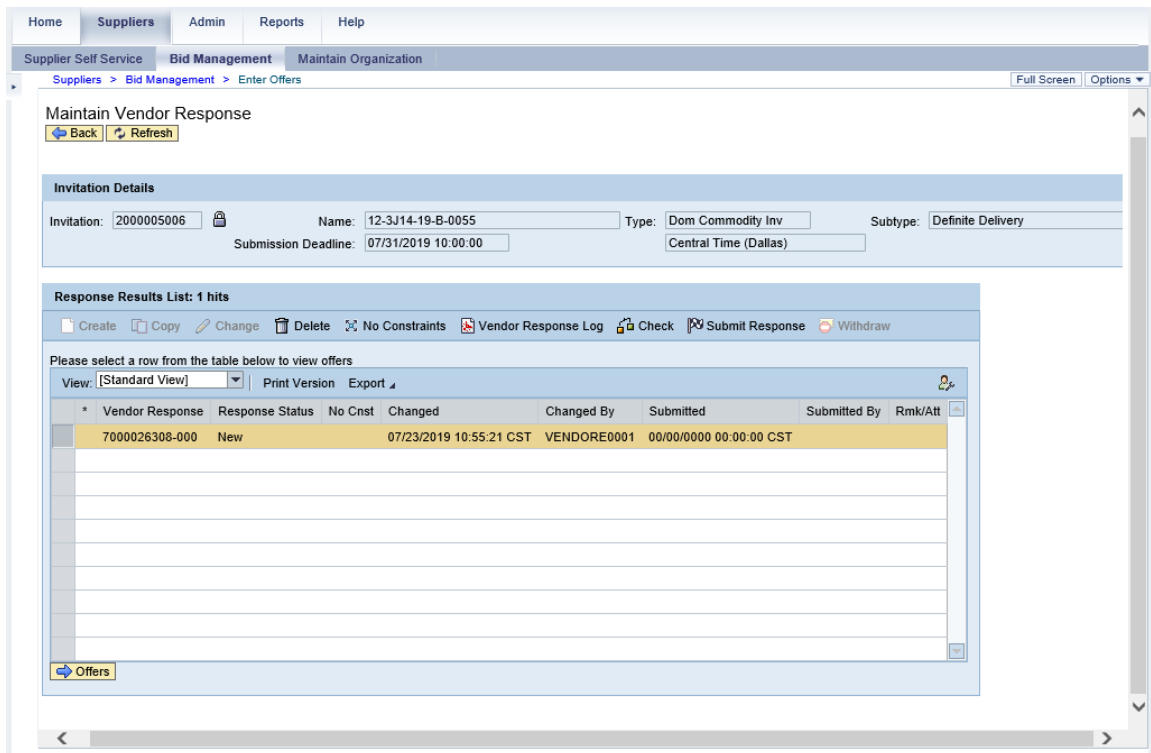 Home Suppliers Admin Reports Help
Supplier Self Service Bid Management Maintain Organization
Suppliers > Bid Management > Enter Offers Full Screen Options
Maintain Vendor Response
Back Refresh
Invitation Details
Invitation: 2000005006 Name: 12-3J14-19-B-0055 Type: Dom Commodity Inv Subtype: Definite Delivery
Submission Deadline: 07/31/2019 10:00:00 Central Time (Dallas)
Response Results List: 1 hits
Create Copy Change Delete No Constraints Vendor Response Log Check Submit Response Withdraw
Please select a row from the table below to view offers
View: [Standard View] Print Version Export
* Vendor Response Response Status No Cnst Changed Changed By Submitted Submitted By Rmk/Att
7000026308-000 New 07/23/2019 10:55:21 CST VENDORE0001 00/00/0000 00:00:00 CST
Offers